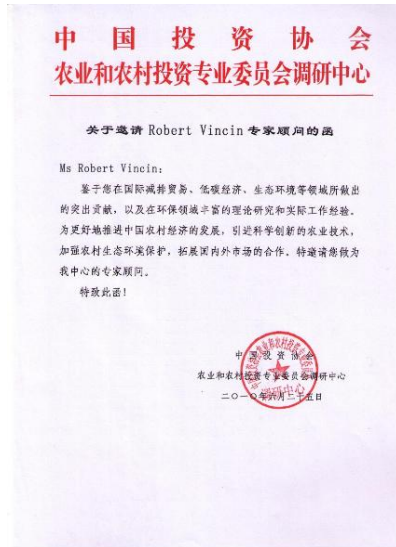 中国投资协会
农业和农村投资专业委员会调研中心
关于邀请 Robert Vincin 专家顾问的函
Ms Robert Vincin:
鉴于您在国际减排贸易、低碳经济、生态环境等领域所做出
的突出贡献，以及在环保领域丰富的理论研究和实际工作经验。
为更好地推进中国农村经济的发展，引进科学创新的农业技术，
加强农村生态环境保护，拓展国内外市场的合作。特邀请您做为
我中心的专家顾问。
特致此函！
中国投资协会
农业和农村投资专业委员会调研中心
二〇一〇年六月二十五日
调研中心